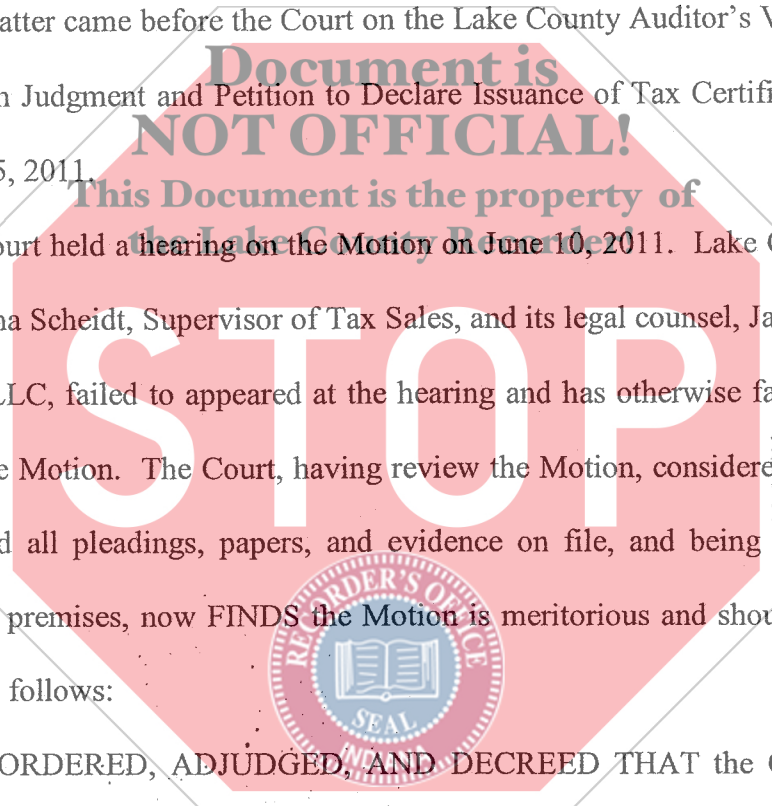 atter came before the Court on the Lake County Auditor's V
Document is
n Judgment and Petition to Declare Issuance of Tax Certifi
NOT OFFICIAL!
5, 2011.
This Document is the property of
the Lake County Recorder!
ourt held a hearing on the Motion on June 10, 2011. Lake C
na Scheidt, Supervisor of Tax Sales, and its legal counsel, Ja
STOP
LLC, failed to appeared at the hearing and has otherwise fa
e Motion. The Court, having review the Motion, considere
d all pleadings, papers, and evidence on file, and being
premises, now FINDS the Motion is meritorious and shou
RECORDER'S OFFICE
follows:
SEAL
INDIANA
ORDERED, ADJUDGED, AND DECREED THAT the C